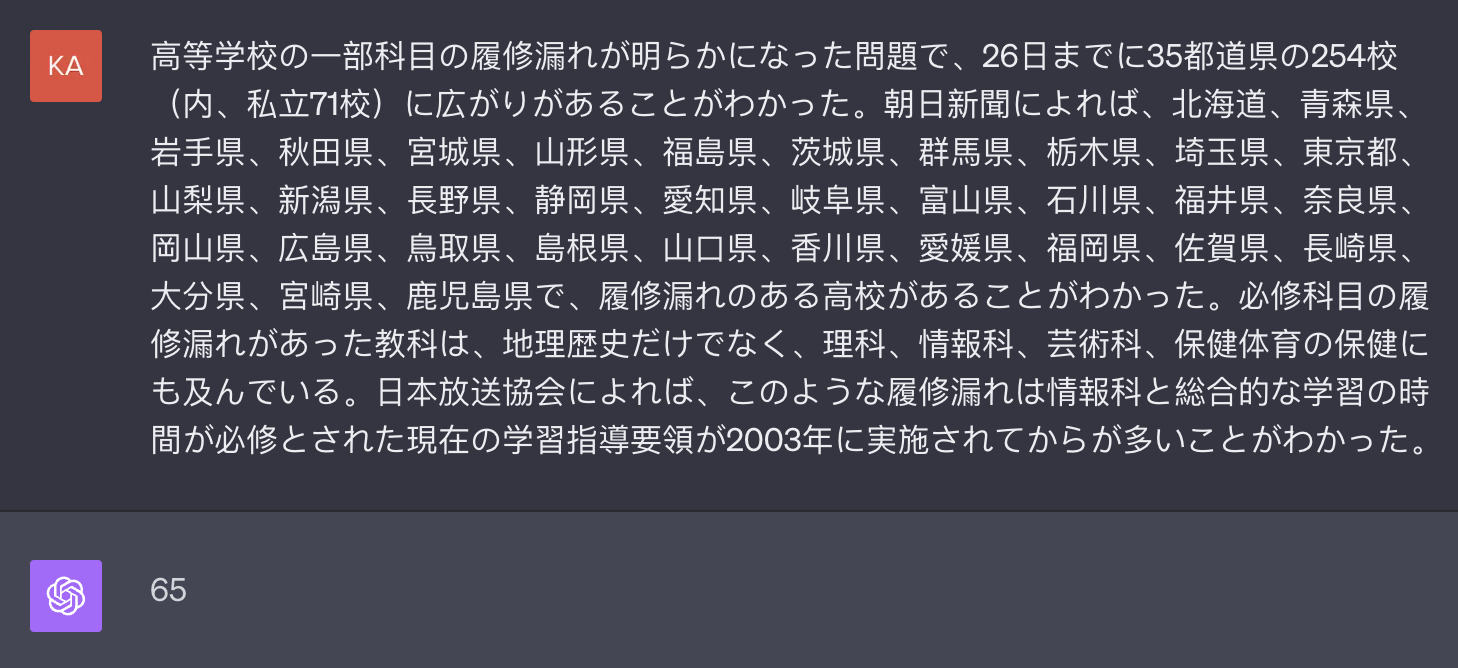 KA
高等学校の一部科目の履修漏れが明らかになった問題で、26日までに35都道県の254校
（内、私立71校）に広がりがあることがわかった。朝日新聞によれば、北海道、青森県、
岩手県、秋田県、宮城県、山形県、福島県、茨城県、群馬県、栃木県、埼玉県、東京都、
山梨県、新潟県、長野県、静岡県、愛知県、岐阜県、富山県、石川県、福井県、奈良県、
岡山県、広島県、鳥取県、島根県、山口県、香川県、愛媛県、福岡県、佐賀県、長崎県、
大分県、宮崎県、鹿児島県で、履修漏れのある高校があることがわかった。必修科目の履
修漏れがあった教科は、地理歴史だけでなく、理科、情報科、芸術科、保健体育の保健に
も及んでいる。日本放送協会によれば、このような履修漏れは情報科と総合的な学習の時
間が必修とされた現在の学習指導要領が2003年に実施されてからが多いことがわかった。
65